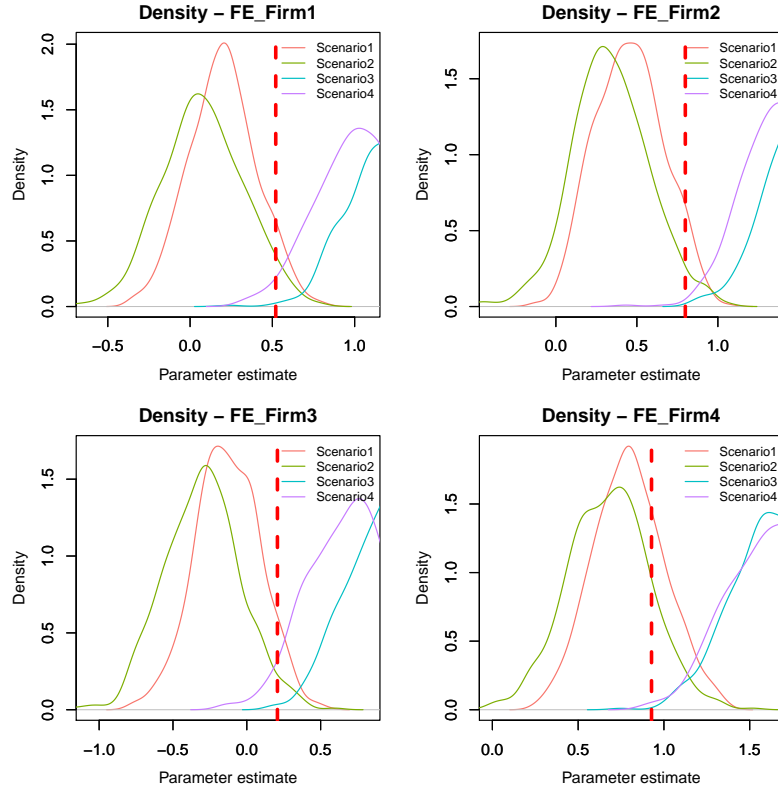 Density − FE_Firm1
Scenario1
Scenario2
Scenario3
Scenario4
Density
0.0
0.5
1.0
1.5
2.0
−0.5
0.0
0.5
1.0
Parameter estimate
Density − FE_Firm2
Scenario1
Scenario2
Scenario3
Scenario4
Density
0.0
0.5
1.0
1.5
0.0
0.5
1.0
Parameter estimate
Density − FE_Firm3
Scenario1
Scenario2
Scenario3
Scenario4
Density
0.0
0.5
1.0
1.5
−1.0
−0.5
0.0
0.5
Parameter estimate
Density − FE_Firm4
Scenario1
Scenario2
Scenario3
Scenario4
Density
0.0
0.5
1.0
1.5
0.0
0.5
1.0
1.5
Parameter estimate